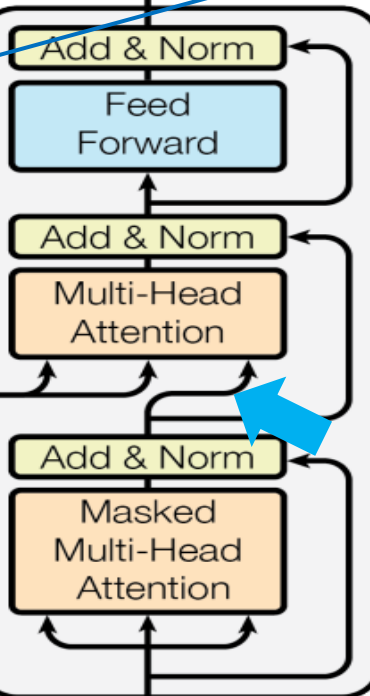 Add & Norm
Feed
Forward
Add & Norm
Multi-Head
Attention
Add & Norm
Masked
Multi-Head
Attention